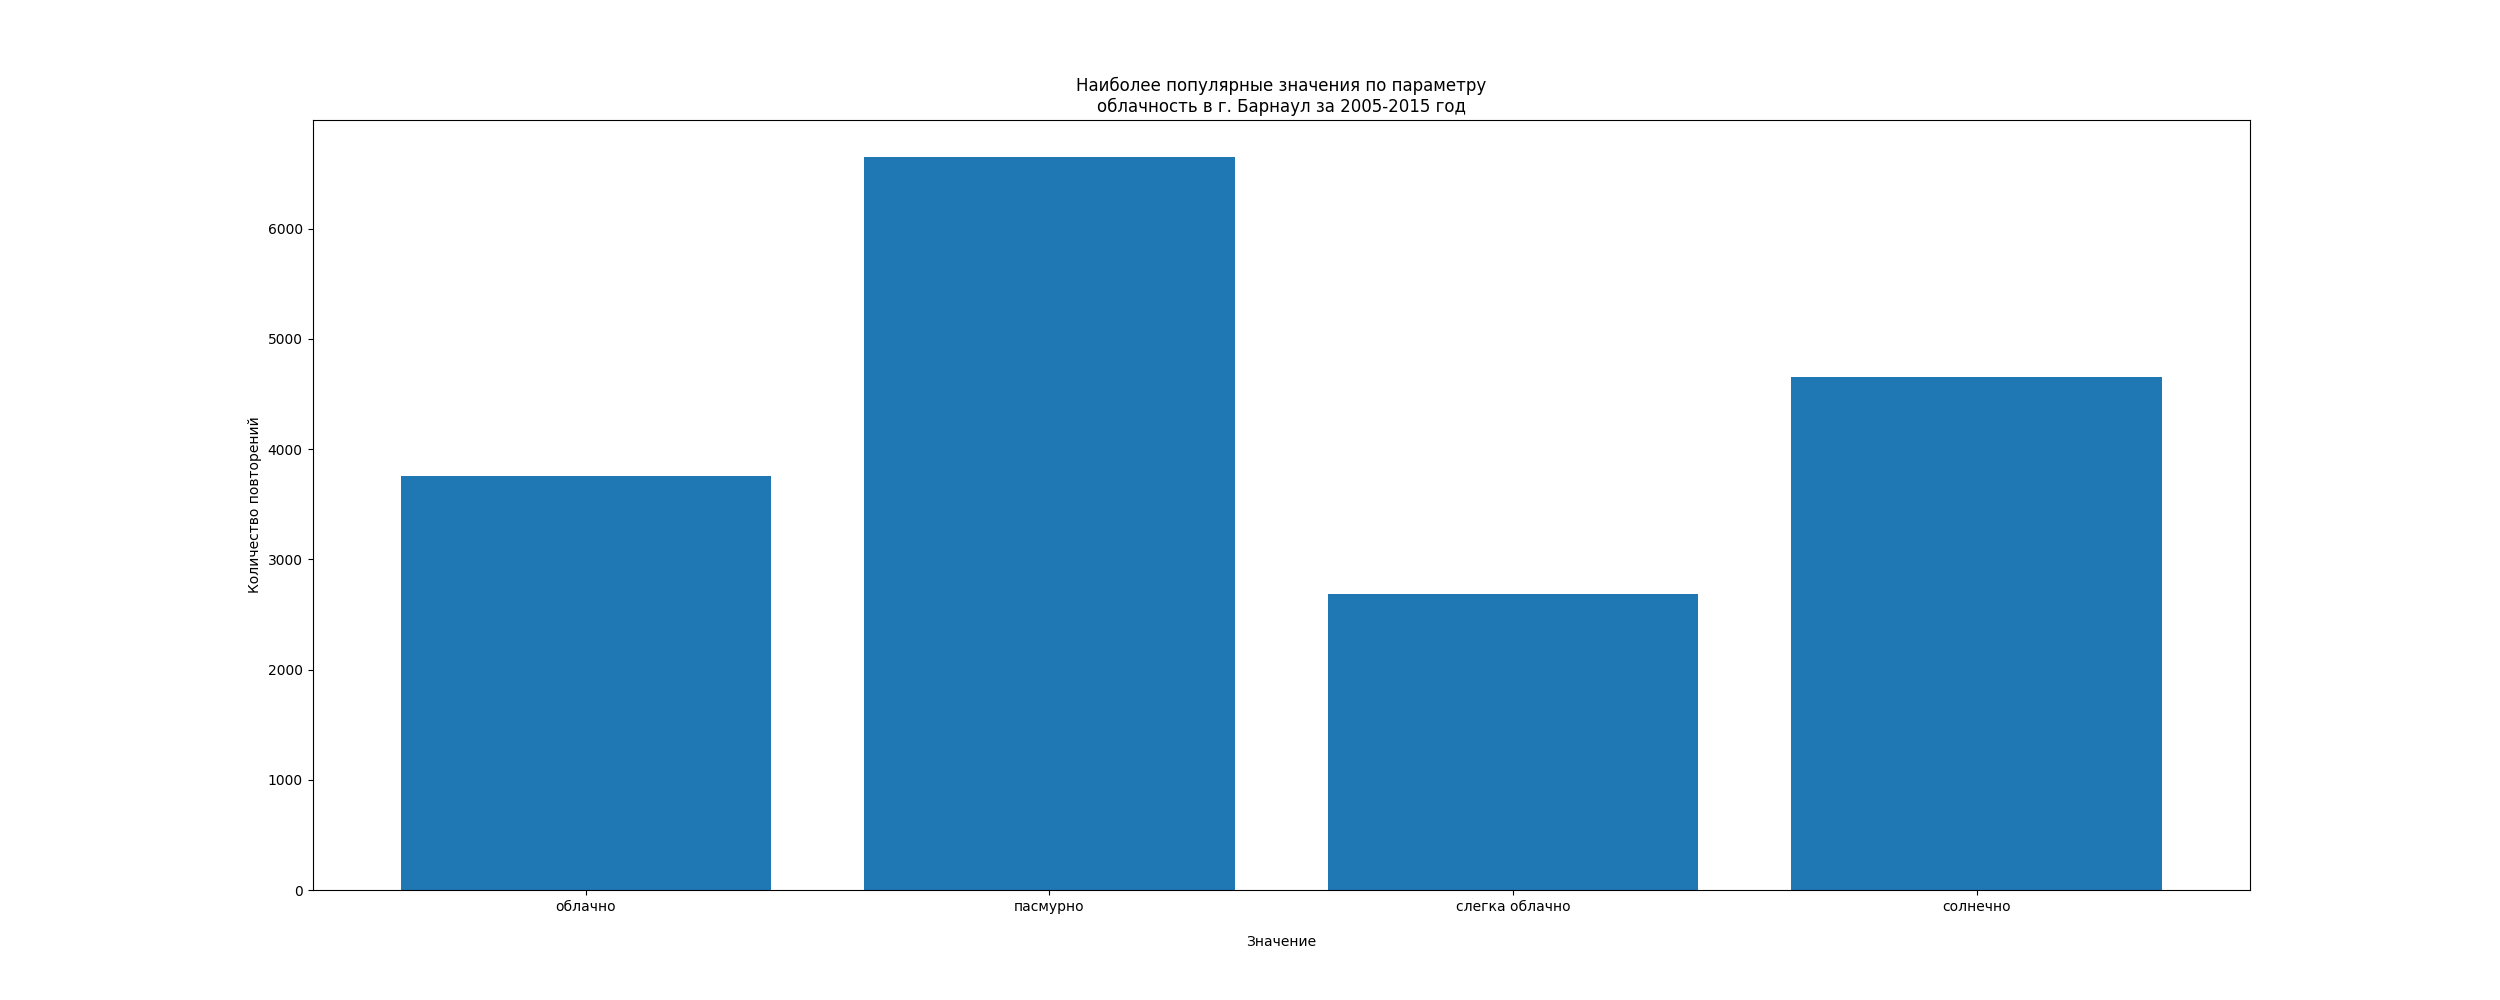 Наиболее популярные значения по параметру
облачность в г. Барнаул за 2005-2015 год
Количество повторений
6000
5000
4000
3000
2000
1000
0
облачно
пасмурно
слегка облачно
солнечно
Значение